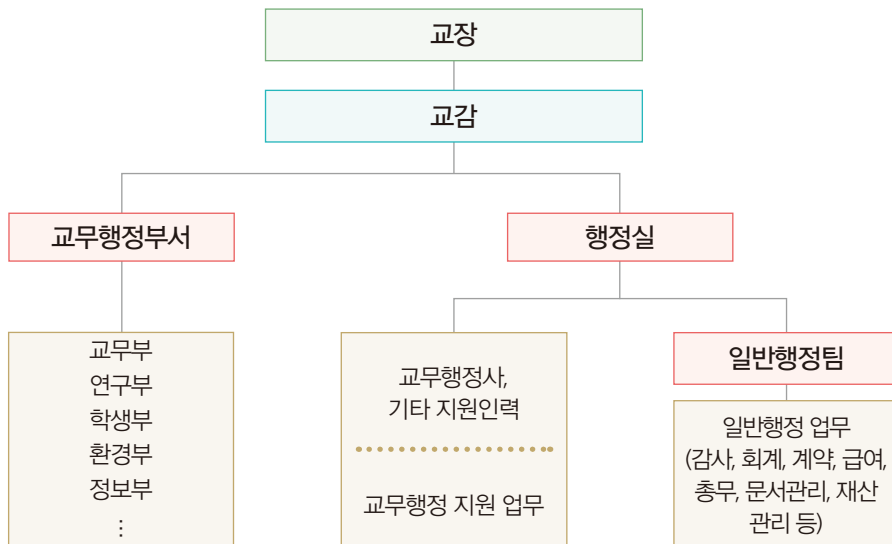 교장
교감
교무행정부서
행정실
교무부
연구부
학생부
환경부
정보부
⋮
교무행정사,
기타 지원인력
교무행정 지원 업무
일반행정팀
일반행정 업무
(감사, 회계, 계약, 급여,
총무, 문서관리, 재산
관리 등)